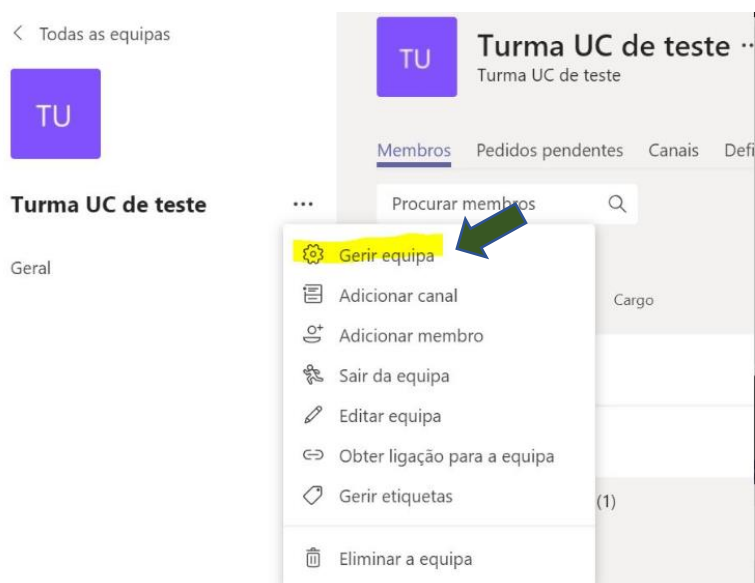 Todas as equipas
TU
Turma UC de teste
Geral
TU
Turma UC de teste
Turma UC de teste
Membros Pedidos pendentes Canais Defi
Procurar membros
Cargo
Gerir equipa
Adicionar canal
Adicionar membro
Sair da equipa
Editar equipa
Obter ligação para a equipa
Gerir etiquetas
(1)
Eliminar a equipa